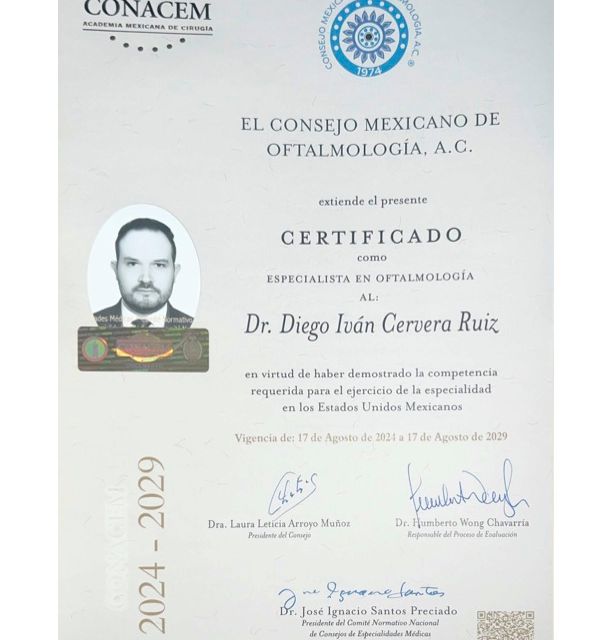 CONACEM
ACADEMIA MEXICANA DE CIRUGÍA
CONSEJO MEXICANO DE OFTALMOLOGÍA, A.C.
1974
EL CONSEJO MEXICANO DE
OFTALMOLOGÍA, A.C.
extiende el presente
CERTIFICADO
como
ESPECIALISTA EN OFTALMOLOGÍA
AL:
Dr. Diego Iván Cervera Ruiz
en virtud de haber demostrado la competencia
requerida para el ejercicio de la especialidad
en los Estados Unidos Mexicanos
Vigencia de: 17 de Agosto de 2024 a 17 de Agosto de 2029
Dra. Laura Leticia Arroyo Muñoz
Presidente del Consejo
Dr. Humberto Wong Chavarría
Responsable del Proceso de Evaluación
Dr. José Ignacio Santos Preciado
Presidente del Comité Normativo Nacional
de Consejos de Especialidades Médicas
CONACEM
2024 - 2029